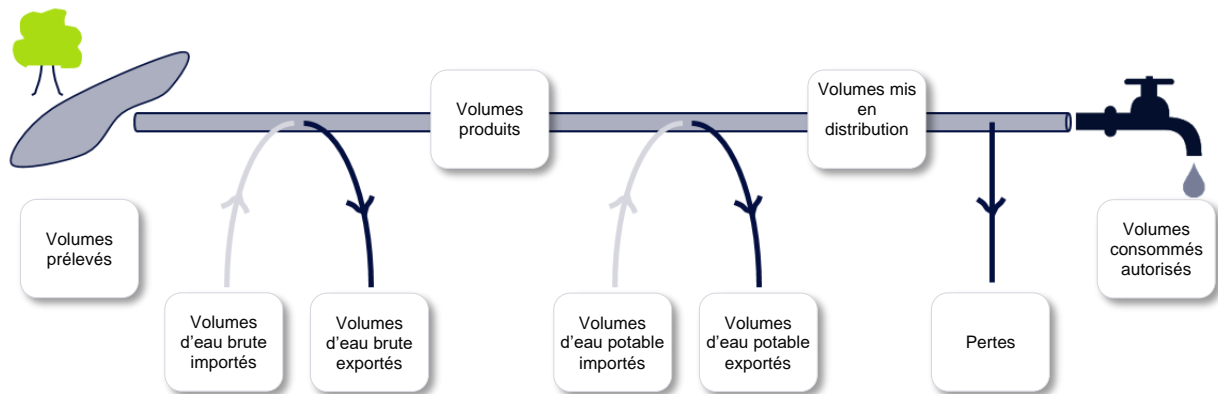 Volumes
prélevés
Volumes
d’eau brute
importés
Volumes
d’eau brute
exportés
Volumes
produits
Volumes
d’eau potable
importés
Volumes
d’eau potable
exportés
Volumes mis
en
distribution
Pertes
Volumes
consommés
autorisés